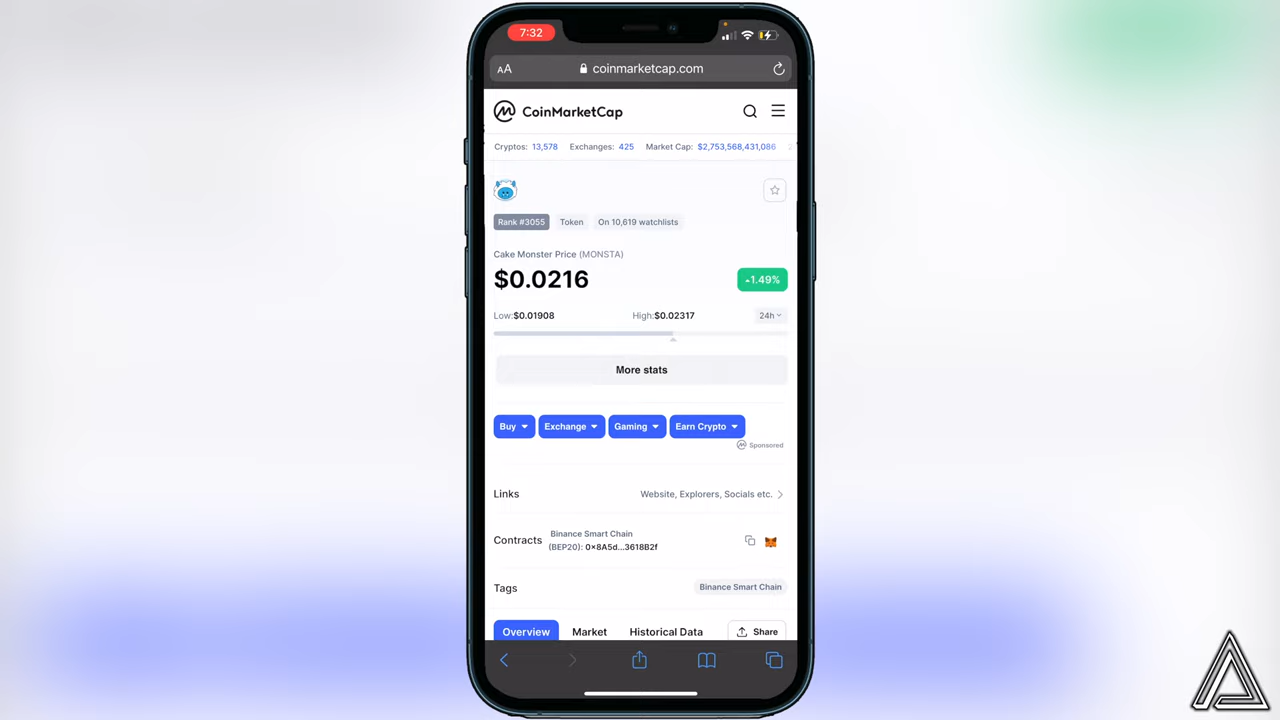 7:32
AA coinmarketcap.com
CoinMarketCap
Cryptos: 13,578 Exchanges: 425 Market Cap: $2,753,568,431,086
Rank #3055 Token On 10,619 watchlists
Cake Monster Price (MONSTA)
$0.0216 1.49%
Low:$0.01908 High:$0.02317 24h
More stats
Buy Exchange Gaming Earn Crypto
Sponsored
Links Website, Explorers, Socials etc.
Contracts Binance Smart Chain
(BEP20): 0x8A5d...3618B2f
Tags Binance Smart Chain
Overview Market Historical Data Share